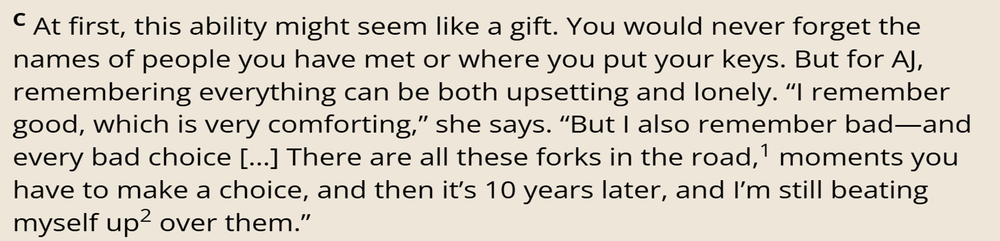 C At first, this ability might seem like a gift. You would never forget the
names of people you have met or where you put your keys. But for AJ,
remembering everything can be both upsetting and lonely. “I remember
good, which is very comforting,” she says. “But I also remember bad—and
every bad choice [...] There are all these forks in the road,¹ moments you
have to make a choice, and then it’s 10 years later, and I’m still beating
myself up² over them.”